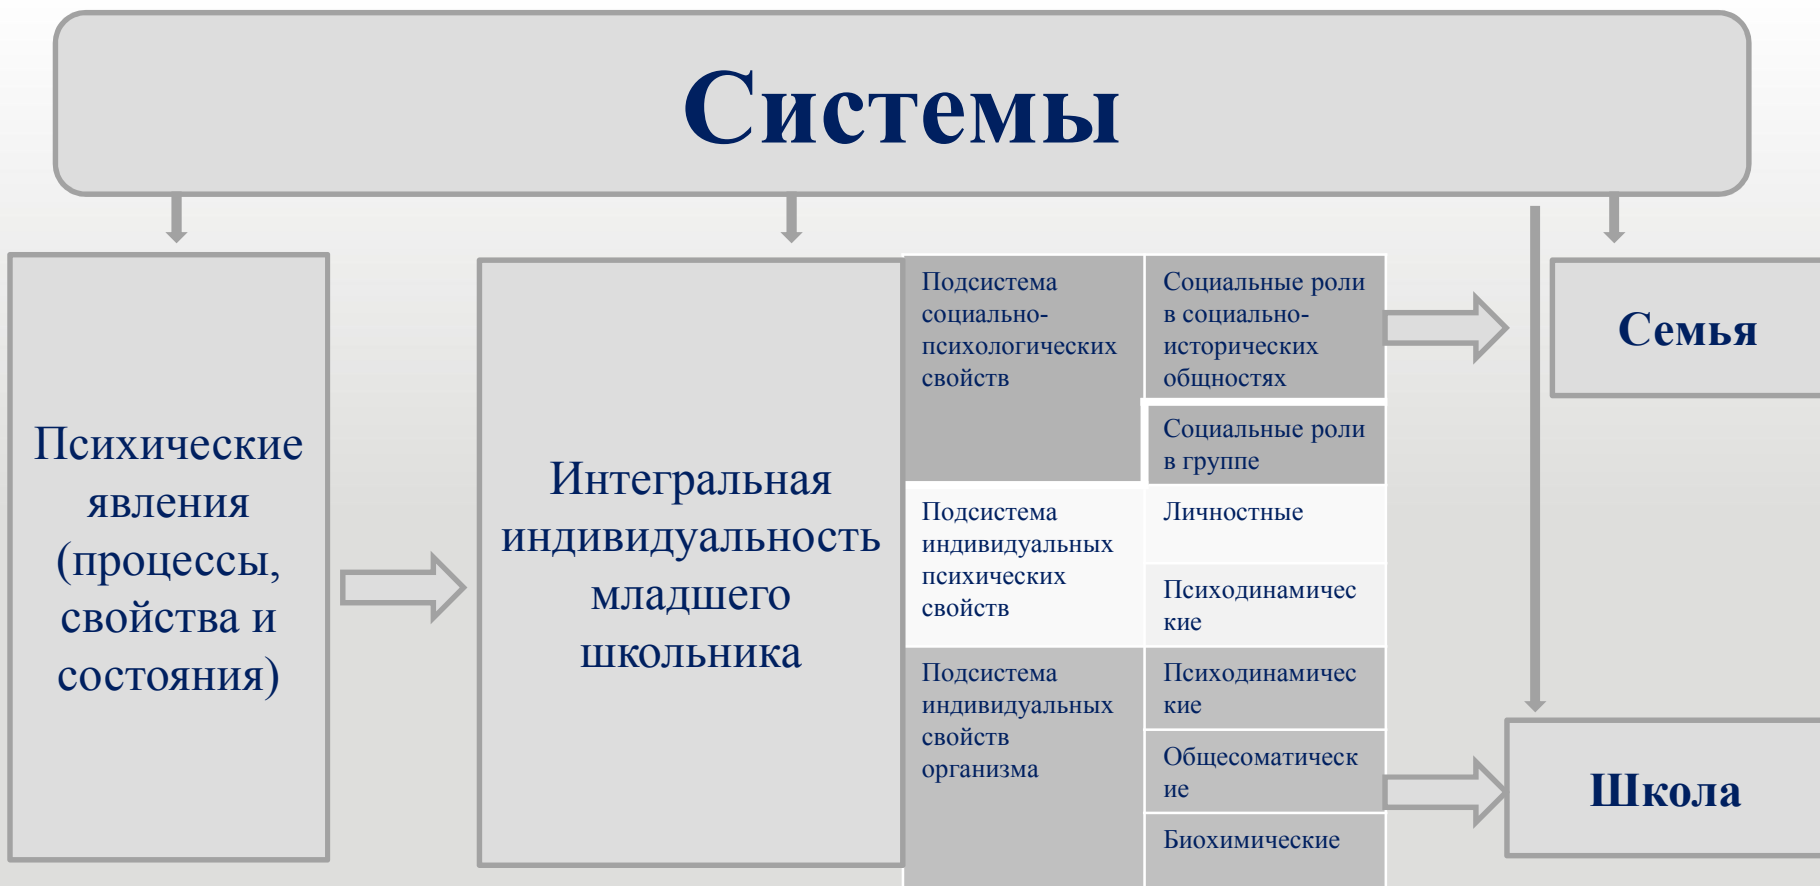 Системы
Психические
явления
(процессы,
свойства и
состояния)
Интегральная
индивидуальность
младшего
школьника
Подсистема
социально-
психологических
свойств
Социальные роли
в социально-
исторических
общностях
Социальные роли
в группе
Подсистема
индивидуальных
психических
свойств
Личностные
Психодинамичес
кие
Подсистема
индивидуальных
свойств
организма
Психодинамичес
кие
Общесоматическ
ие
Биохимические
Семья
Школа